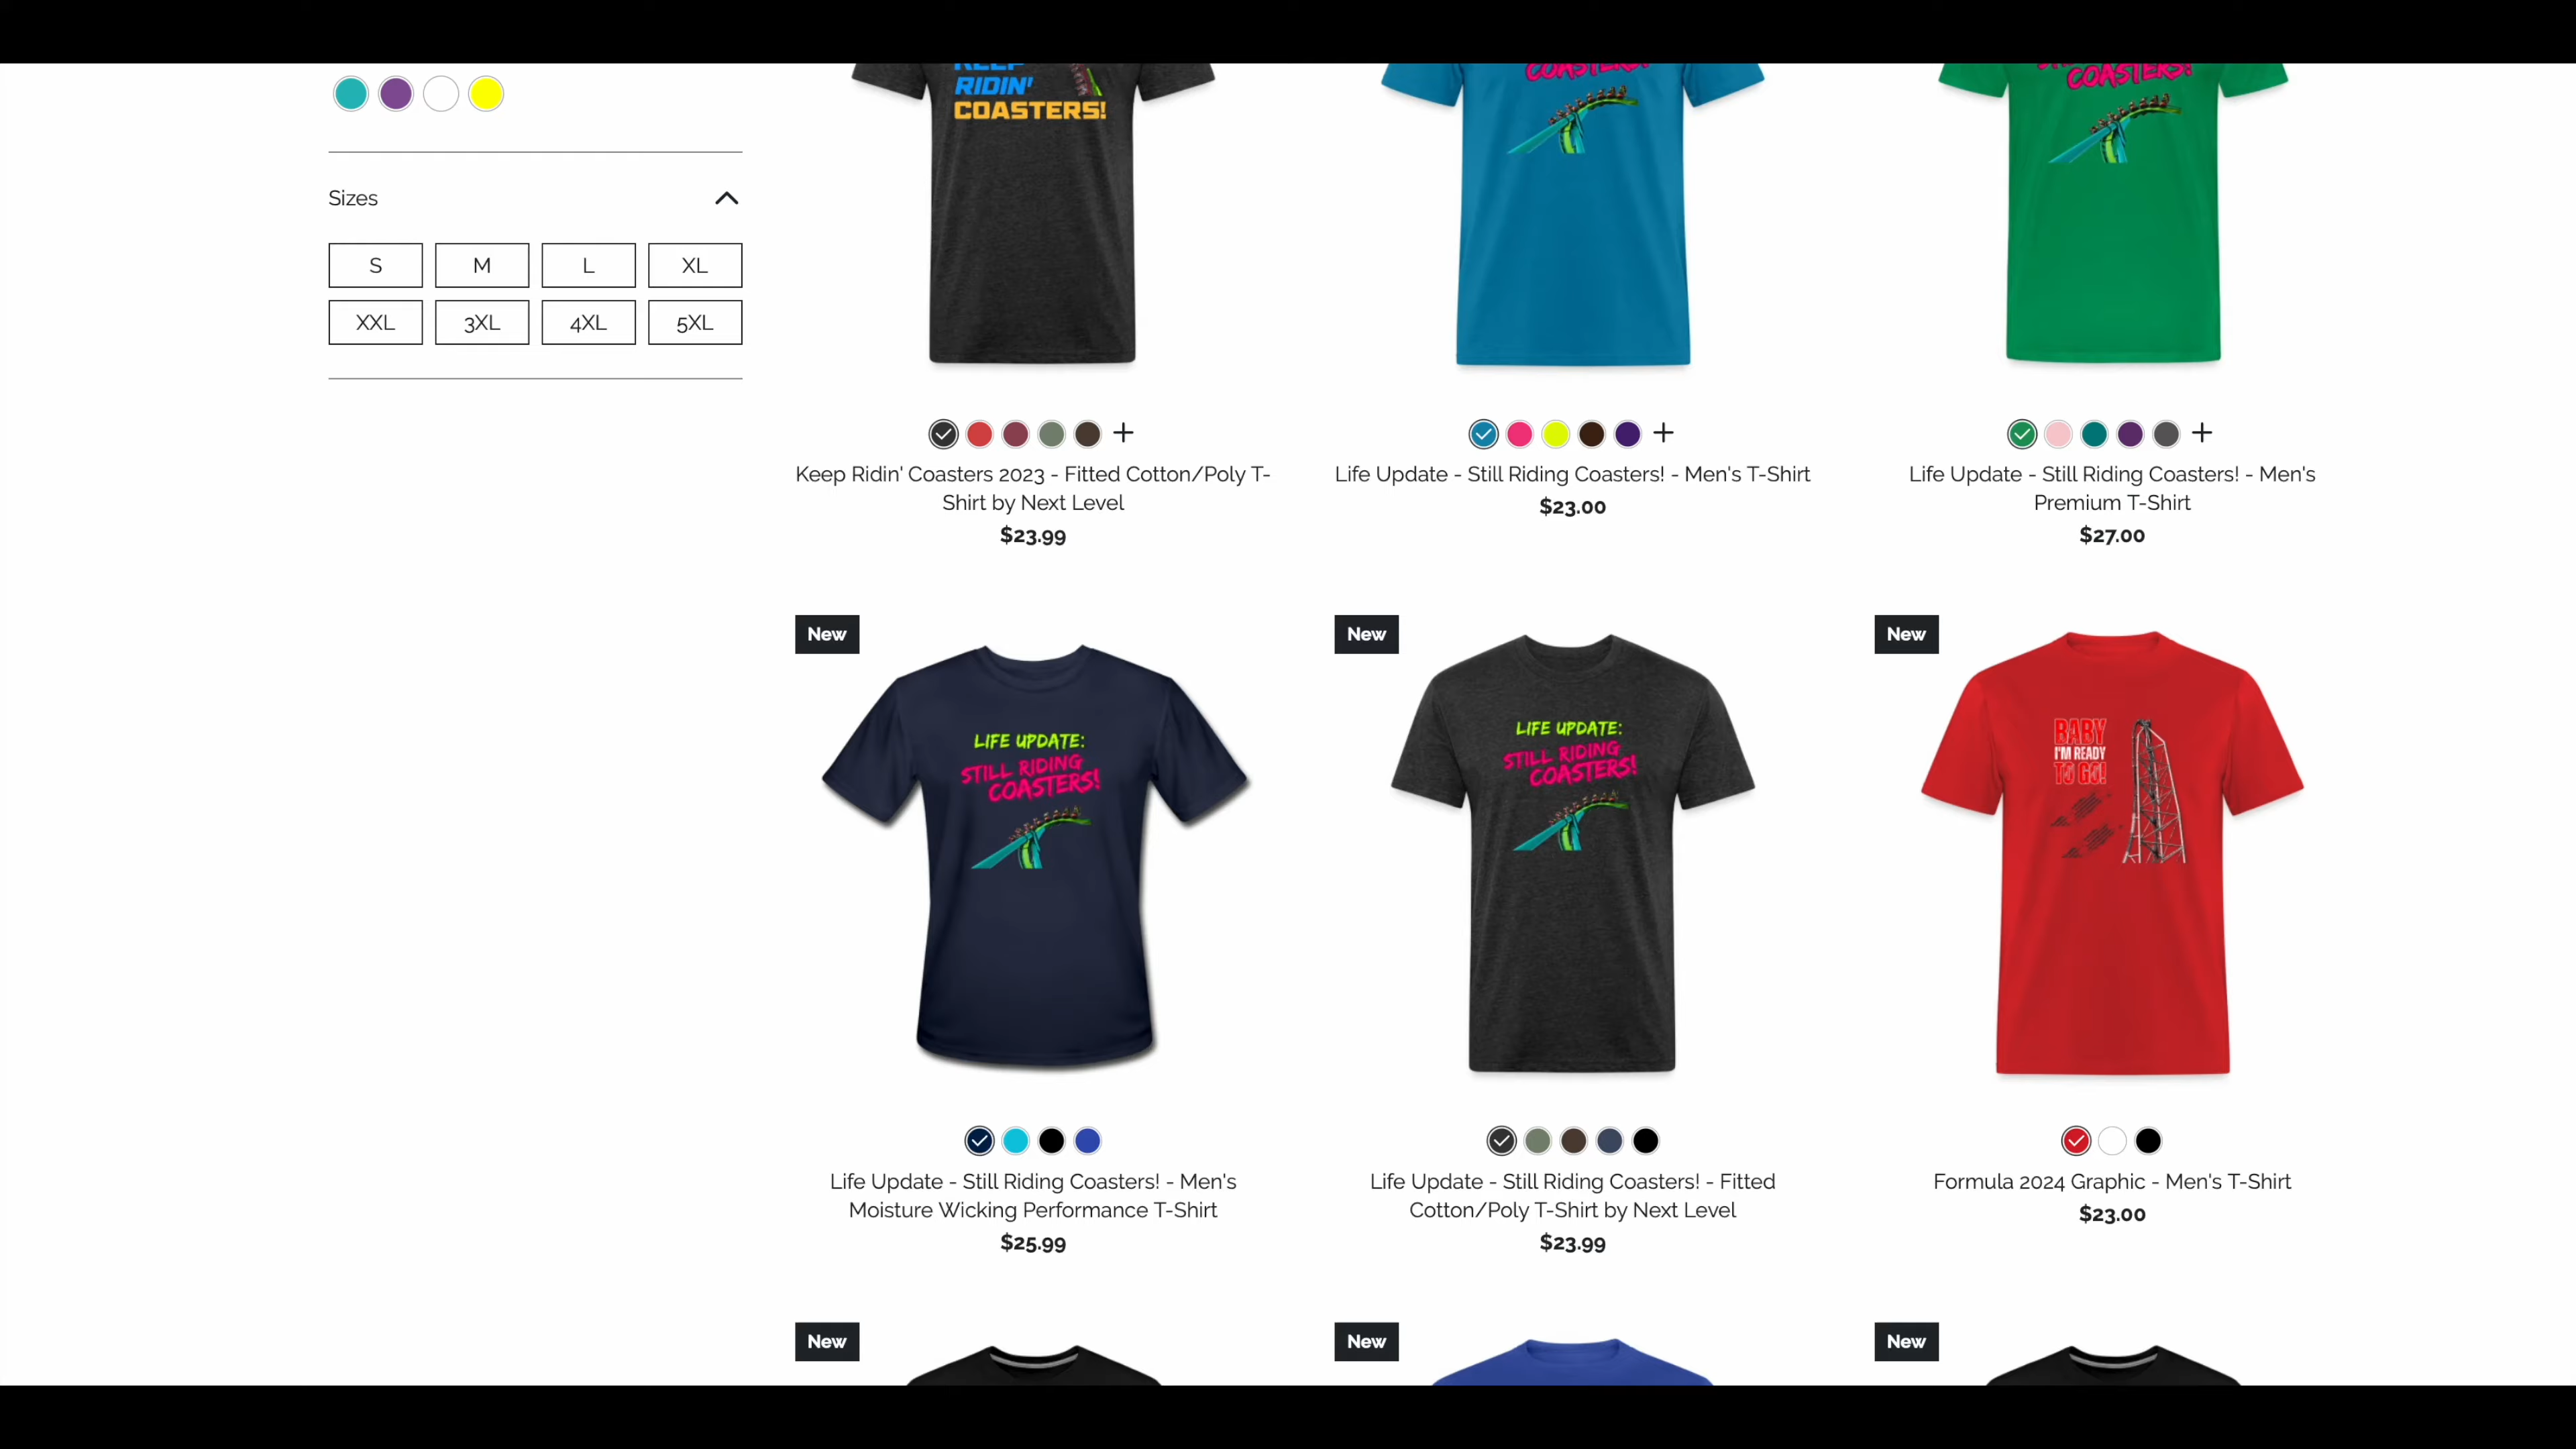 Sizes
S M L XL
XXL 3XL 4XL 5XL
KEEP
RIDIN'
COASTERS!
COASTERS!
COASTERS!
Keep Ridin' Coasters 2023 - Fitted Cotton/Poly T-
Shirt by Next Level
$23.99
Life Update - Still Riding Coasters! - Men's T-Shirt
$23.00
Life Update - Still Riding Coasters! - Men's
Premium T-Shirt
$27.00
New
LIFE UPDATE:
STILL RIDING
COASTERS!
Life Update - Still Riding Coasters! - Men's
Moisture Wicking Performance T-Shirt
$25.99
New
LIFE UPDATE:
STILL RIDING
COASTERS!
Life Update - Still Riding Coasters! - Fitted
Cotton/Poly T-Shirt by Next Level
$23.99
New
BABY
I'M READY
TO GO!
Formula 2024 Graphic - Men's T-Shirt
$23.00
New
New
New